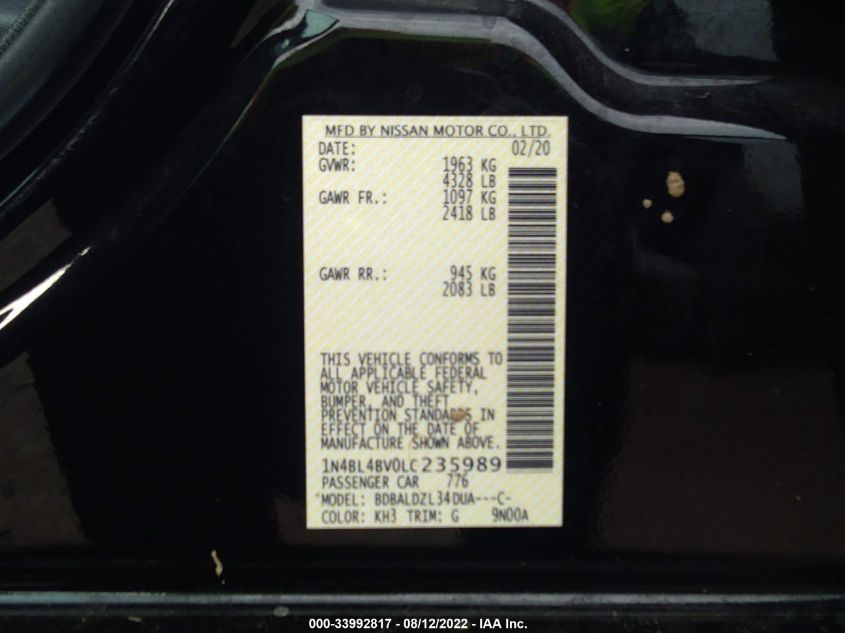 MFD BY NISSAN MOTOR CO., LTD.
DATE: 02/20
GVWR: 1963 KG
4328 LB
GAWR FR.: 1097 KG
2418 LB
GAWR RR.: 945 KG
2083 LB
THIS VEHICLE CONFORMS TO
ALL APPLICABLE FEDERAL
MOTOR VEHICLE SAFETY,
BUMPER, AND THEFT
PREVENTION STANDARDS IN
EFFECT ON THE DATE OF
MANUFACTURE SHOWN ABOVE.
1N4BL4BV0LC235989
PASSENGER CAR 776
*MODEL: BDBALDZL34DUA---C-
COLOR: KH3 TRIM: G 9N00A
000-33992817 - 08/12/2022 - IAA Inc.